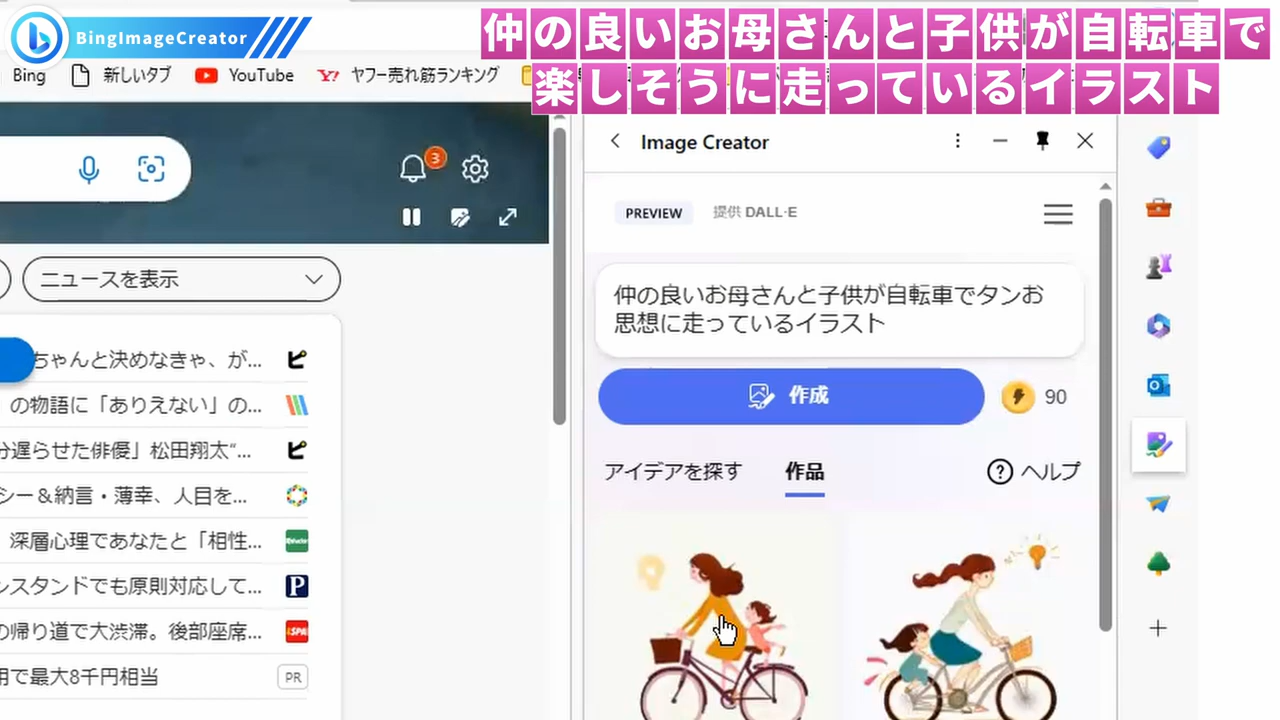 BingImageCreator
仲の良いお母さんと子供が自転車で
楽しそうに走っているイラスト
Bing
新しいタブ
YouTube
ヤフー売れ筋ランキング
Image Creator
3
PREVIEW
提供 DALL·E
ニュースを表示
仲の良いお母さんと子供が自転車でタンお
思想に走っているイラスト
ちゃんと決めなきゃ、が...
作成
90
の物語に「ありえない」の...
分遅らせた俳優」松田翔太“...
アイデアを探す
作品
ヘルプ
シー＆納言・薄幸、人目を...
深層心理であなたと「相性...
ンスタンドでも原則対応して...
P
の帰り道で大渋滞。後部座席...
SPA!
用で最大8千円相当
PR